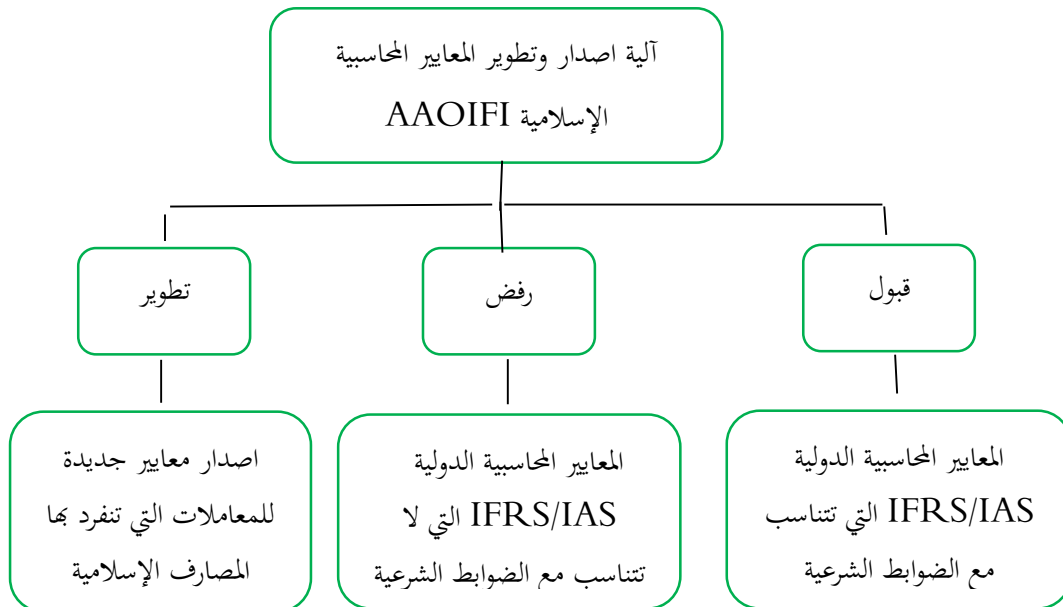 آلية اصدار وتطوير المعايير المحاسبية
الإسلامية AAOIFI
قبول
رفض
تطوير
المعايير المحاسبية الدولية
IFRS/IAS التي تتناسب
مع الضوابط الشرعية
المعايير المحاسبية الدولية
IFRS/IAS التي لا
تتناسب مع الضوابط الشرعية
اصدار معايير جديدة
للمعاملات التي تنفرد بها
المصارف الإسلامية